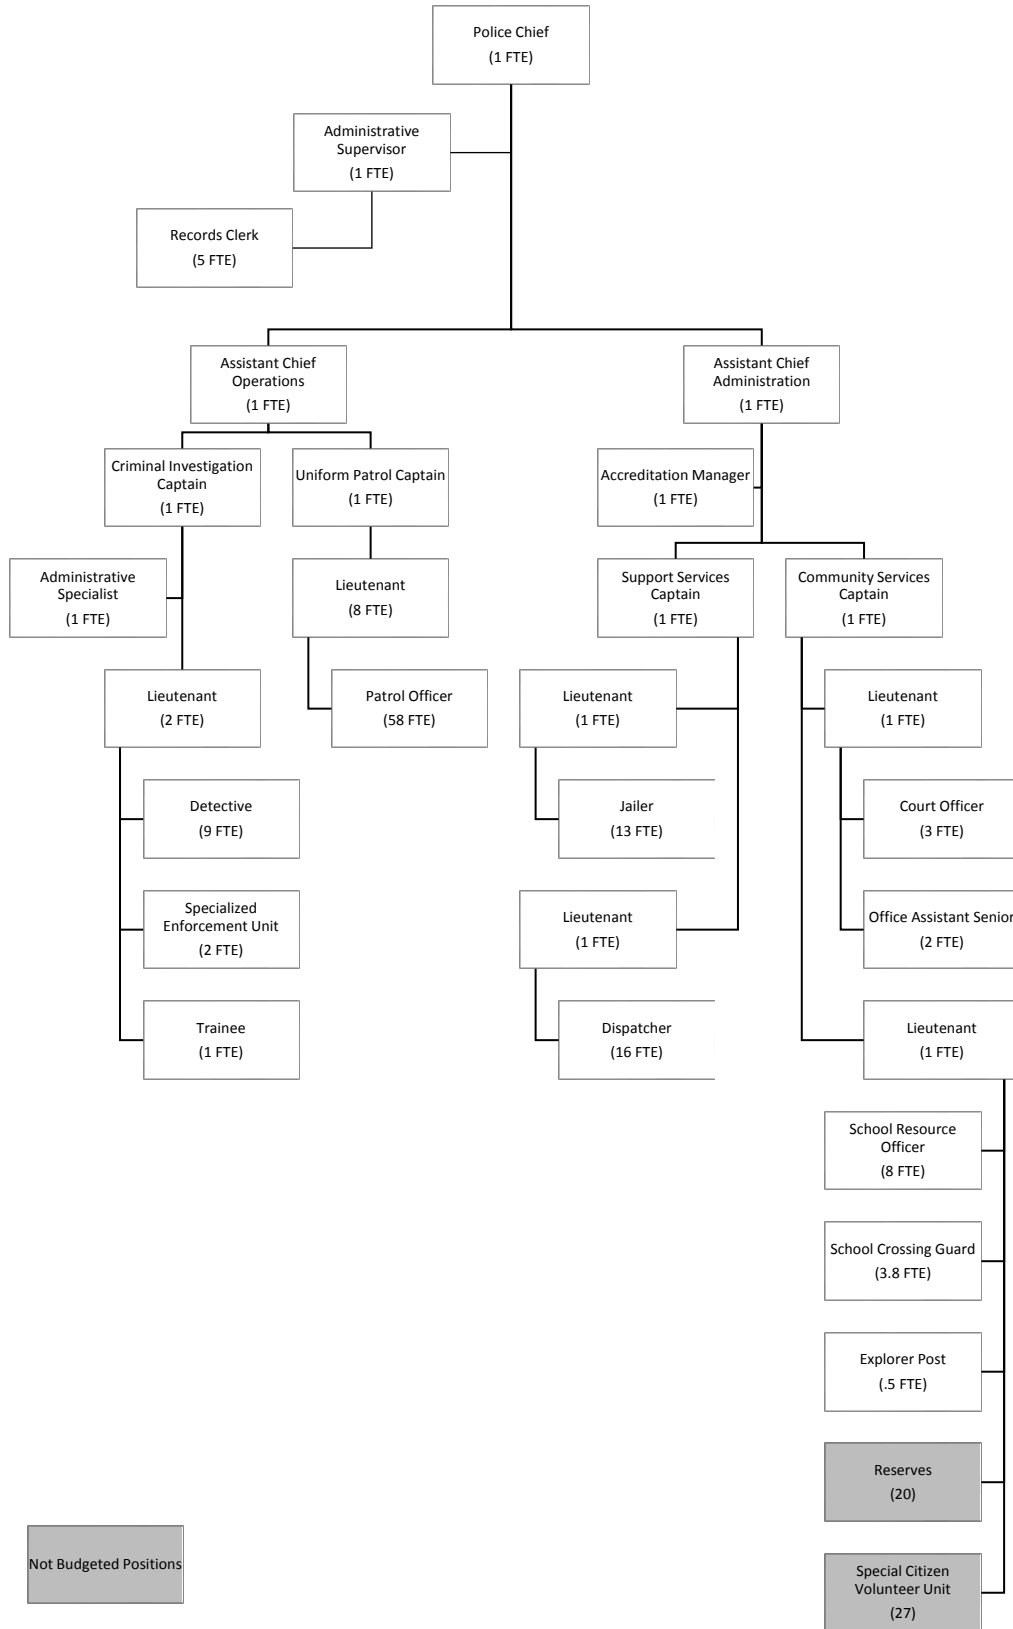 Police Chief
(1 FTE)
Administrative
Supervisor
(1 FTE)
Records Clerk
(5 FTE)
Assistant Chief
Operations
(1 FTE)
Assistant Chief
Administration
(1 FTE)
Criminal Investigation
Captain
(1 FTE)
Uniform Patrol Captain
(1 FTE)
Accreditation Manager
(1 FTE)
Administrative
Specialist
(1 FTE)
Lieutenant
(8 FTE)
Support Services
Captain
(1 FTE)
Community Services
Captain
(1 FTE)
Lieutenant
(2 FTE)
Patrol Officer
(58 FTE)
Lieutenant
(1 FTE)
Lieutenant
(1 FTE)
Detective
(9 FTE)
Jailer
(13 FTE)
Court Officer
(3 FTE)
Specialized
Enforcement Unit
(2 FTE)
Lieutenant
(1 FTE)
Office Assistant Senior
(2 FTE)
Trainee
(1 FTE)
Dispatcher
(16 FTE)
Lieutenant
(1 FTE)
School Resource
Officer
(8 FTE)
School Crossing Guard
(3.8 FTE)
Explorer Post
(.5 FTE)
Reserves
(20)
Not Budgeted Positions
Special Citizen
Volunteer Unit
(27)